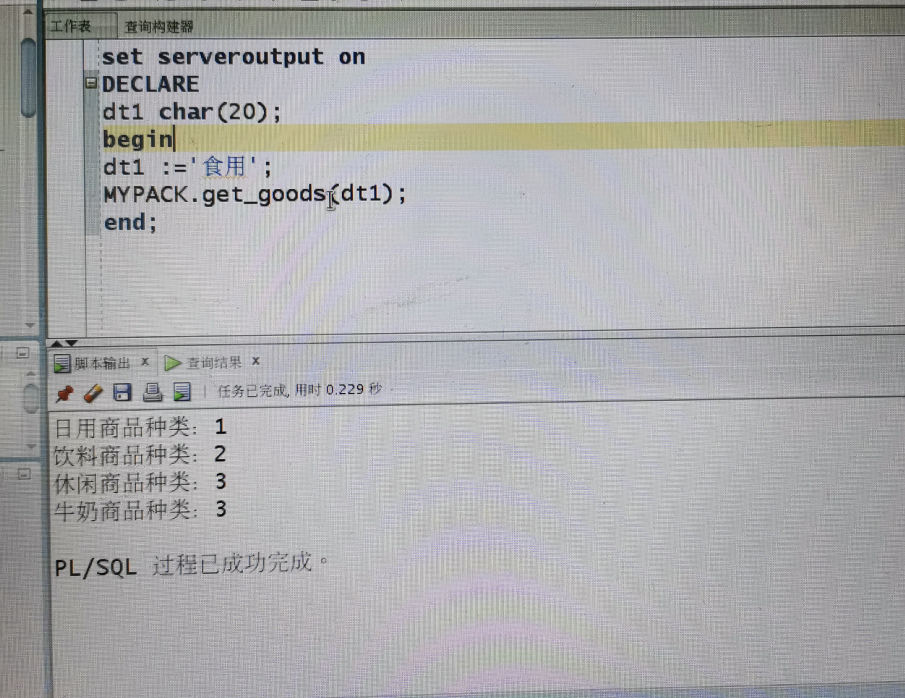 工作表 查询构建器
set serveroutput on
DECLARE
dt1 char(20);
begin
dt1 :='食用';
MYPACK.get_goods(dt1);
end;
脚本输出 x 查询结果 x
任务已完成, 用时 0.229 秒
日用商品种类: 1
饮料商品种类: 2
休闲商品种类: 3
牛奶商品种类: 3
PL/SQL 过程已成功完成。